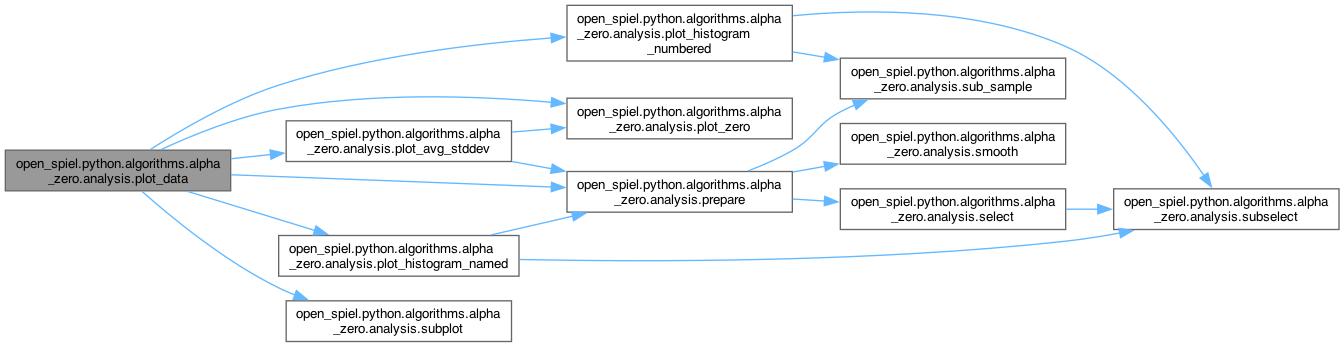 open_spiel.python.algorithms.alpha
_zero.analysis.plot_data
open_spiel.python.algorithms.alpha
_zero.analysis.plot_histogram
_numbered
open_spiel.python.algorithms.alpha
_zero.analysis.plot_zero
open_spiel.python.algorithms.alpha
_zero.analysis.plot_avg_stddev
open_spiel.python.algorithms.alpha
_zero.analysis.prepare
open_spiel.python.algorithms.alpha
_zero.analysis.plot_histogram_named
open_spiel.python.algorithms.alpha
_zero.analysis.subplot
open_spiel.python.algorithms.alpha
_zero.analysis.sub_sample
open_spiel.python.algorithms.alpha
_zero.analysis.smooth
open_spiel.python.algorithms.alpha
_zero.analysis.select
open_spiel.python.algorithms.alpha
_zero.analysis.subselect